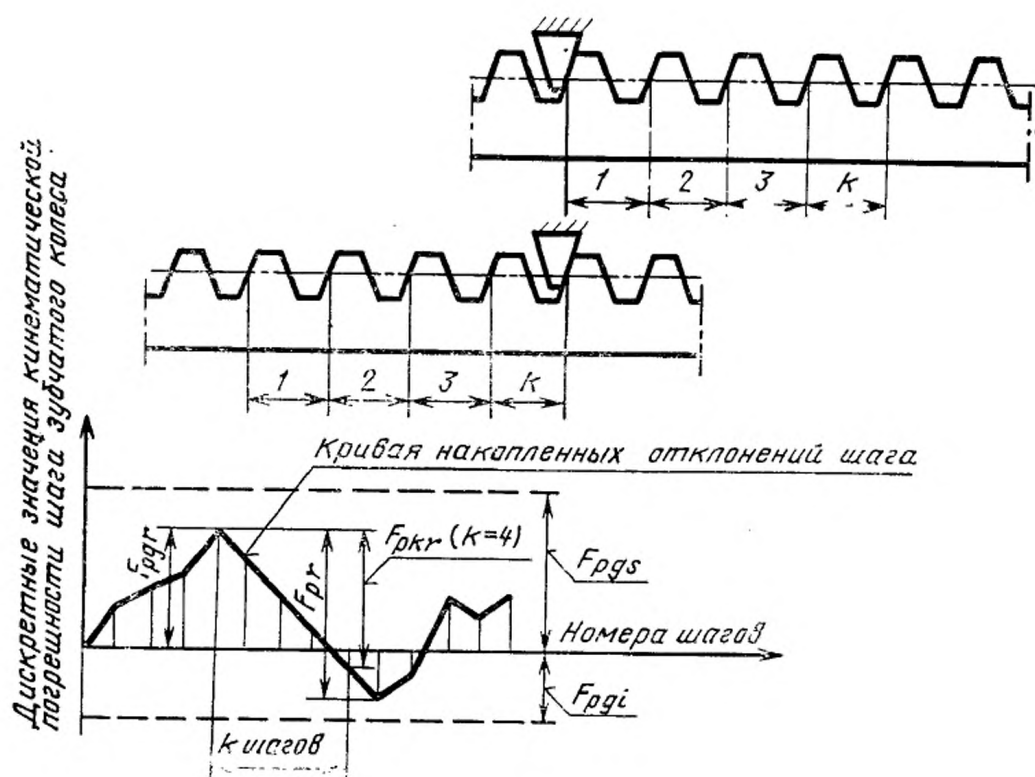 1 2 3 K
1 2 3 K
Дискретные значения кинематической
погрешности шага зубчатого колеса
Кривая накопленных отклонений шага
Fpgr
Fpr
Fpkr (k=4)
Fpgs
Номера шагов
Fpgi
k шагов